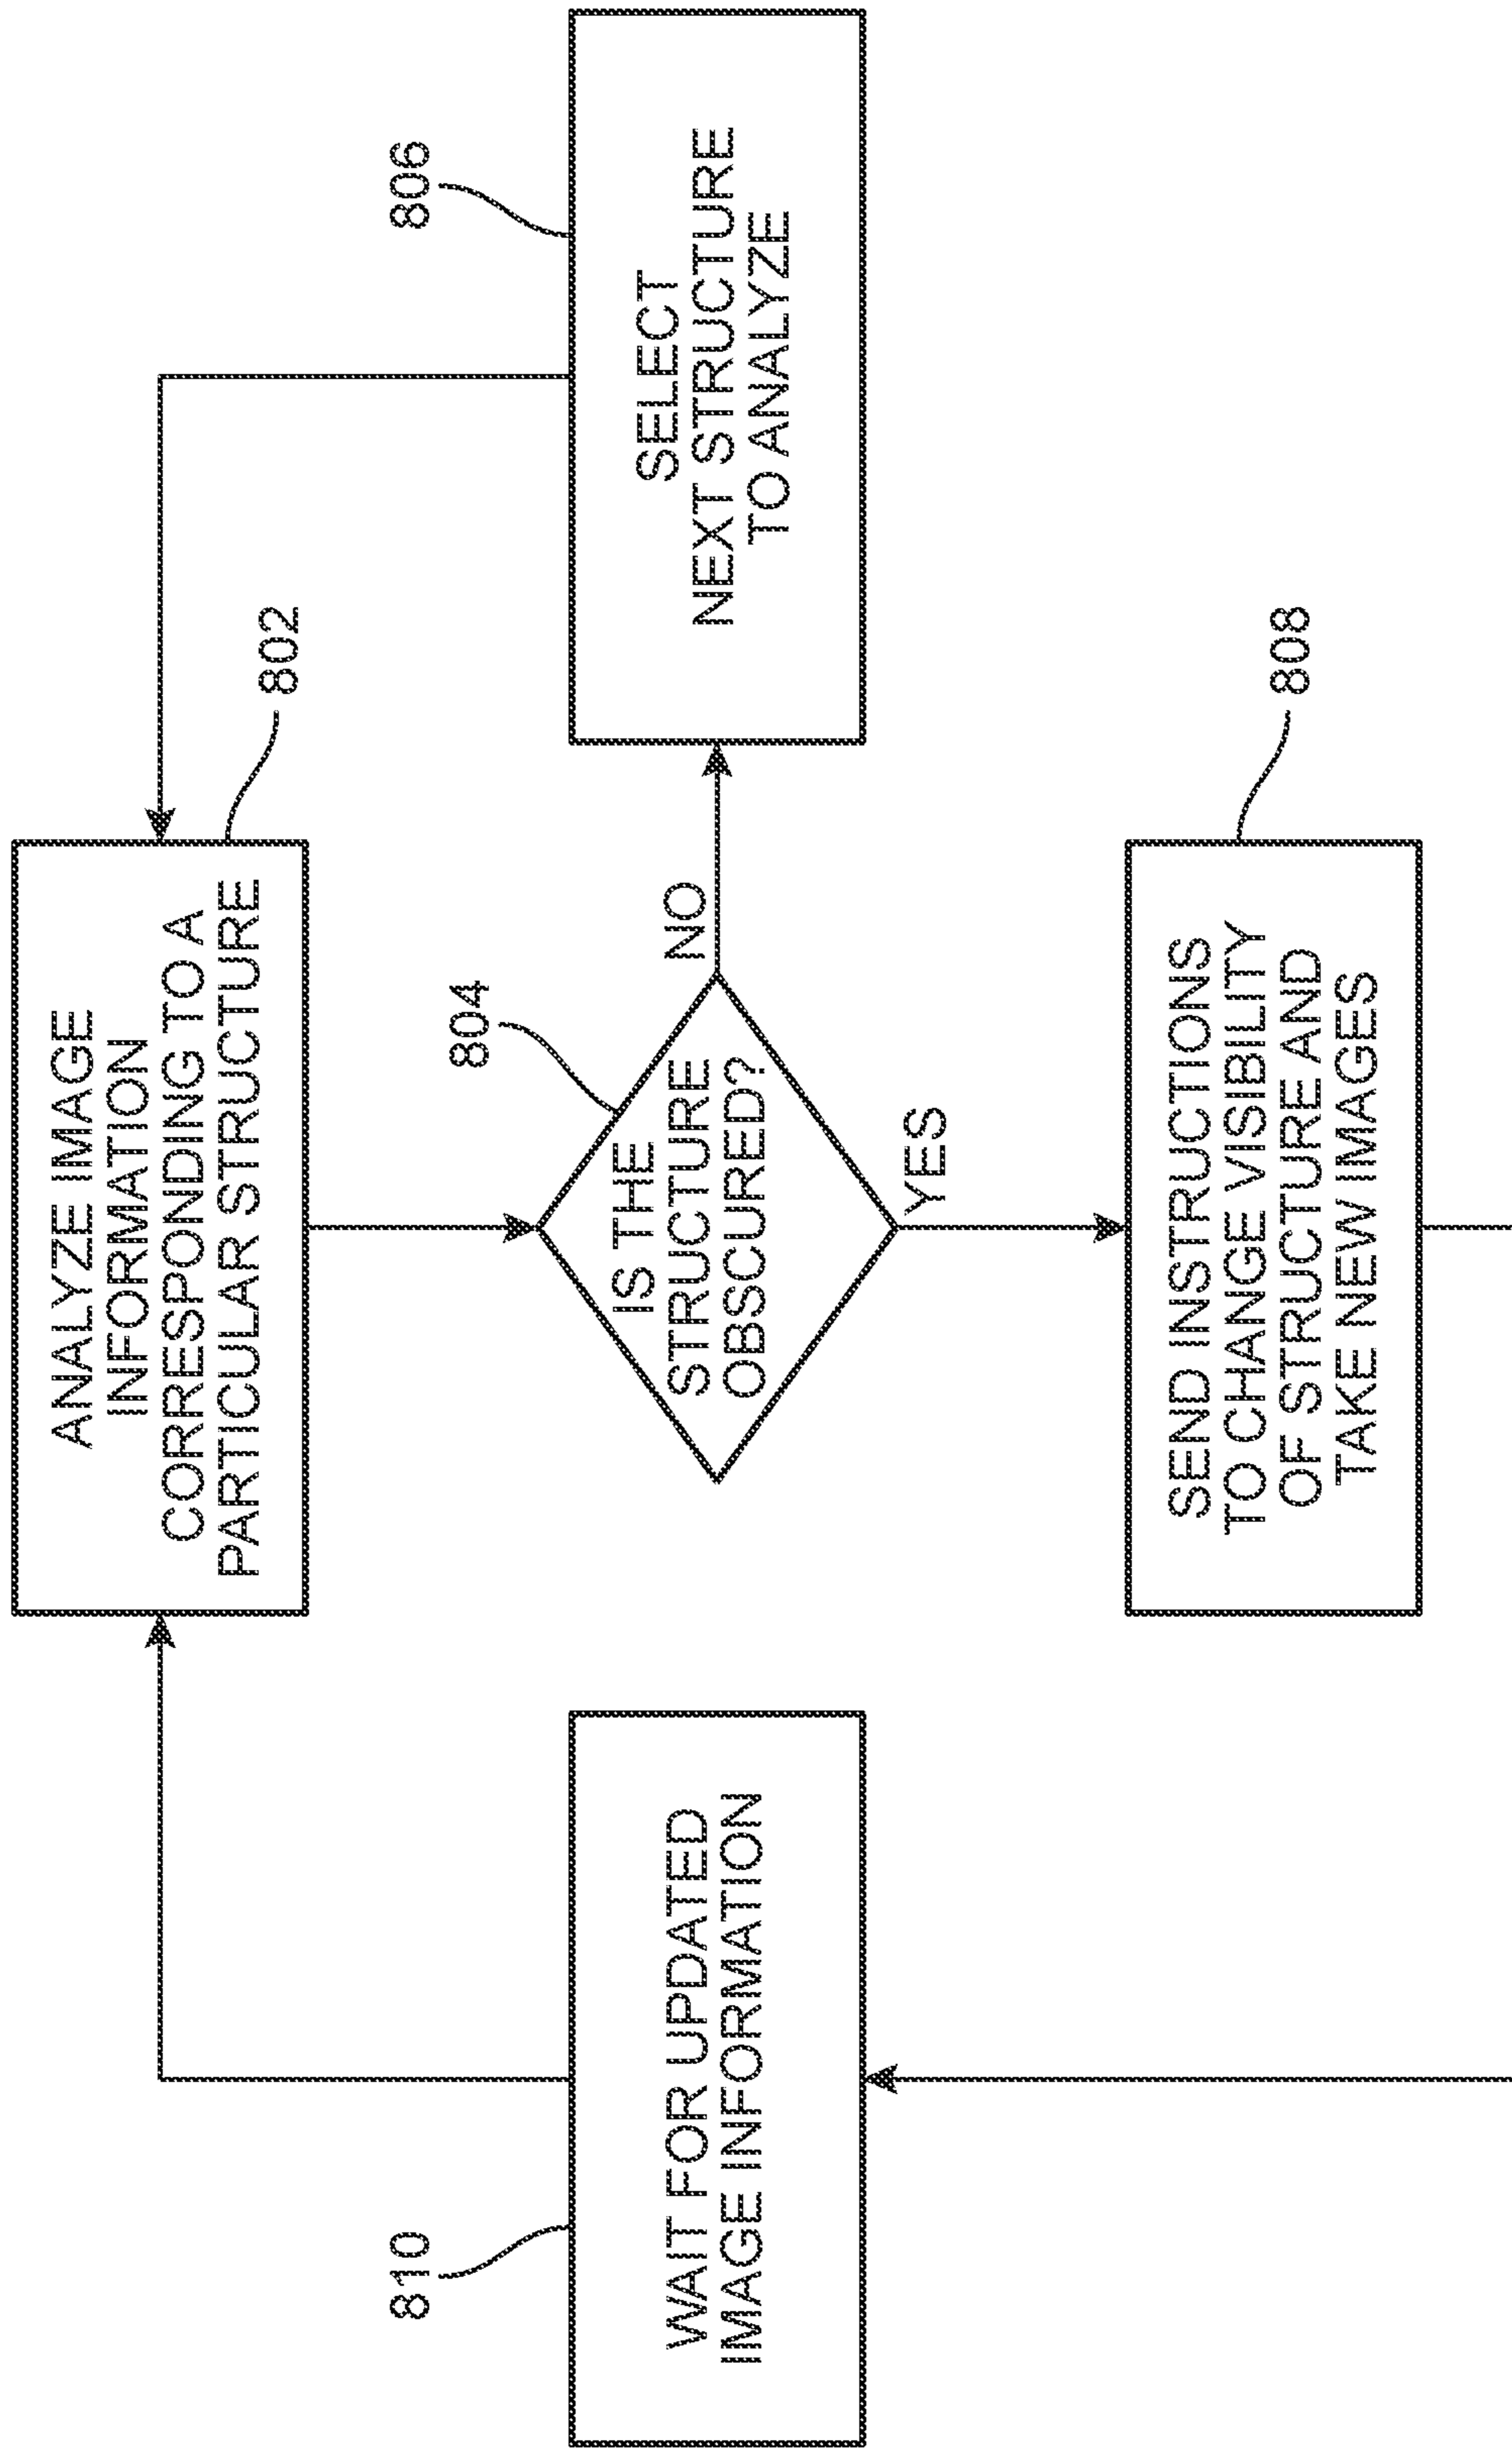 ANALYZE IMAGE
INFORMATION
CORRESPONDING TO A
PARTICULAR STRUCTURE
802
804
IS THE
STRUCTURE
OBSCURED?
NO
YES
806
SELECT
NEXT STRUCTURE
TO ANALYZE
808
SEND INSTRUCTIONS
TO CHANGE VISIBILITY
OF STRUCTURE AND
TAKE NEW IMAGES
810
WAIT FOR UPDATED
IMAGE INFORMATION